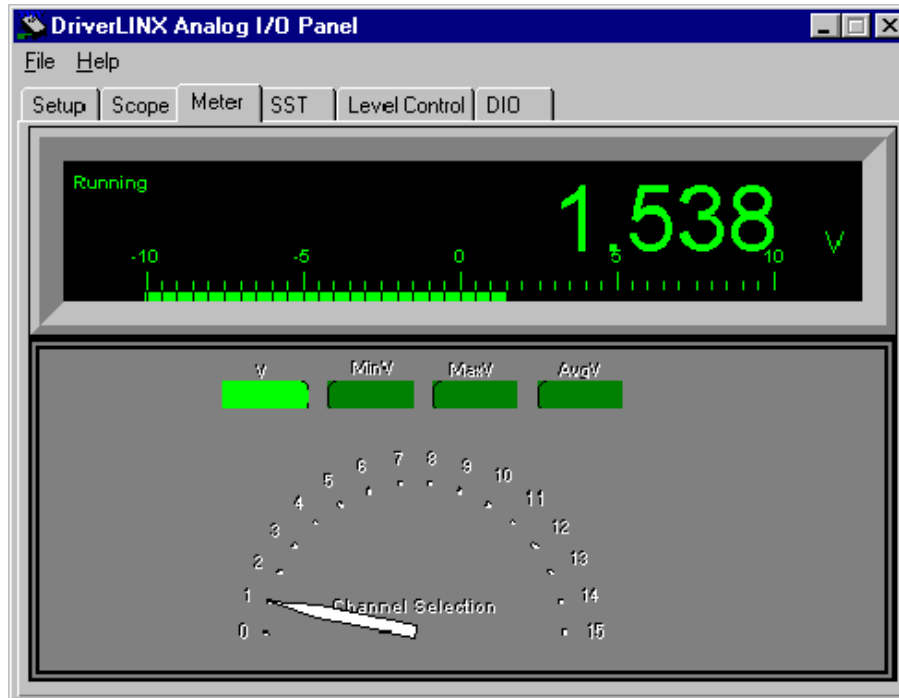 DriverLINX Analog I/O Panel
File Help
Setup Scope Meter SST Level Control DIO
Running
1.538 V
-10 -5 0 5 10
V MinV MaxV AvgV
0 1 2 3 4 5 6 7 8 9 10 11 12 13 14 15
Channel Selection